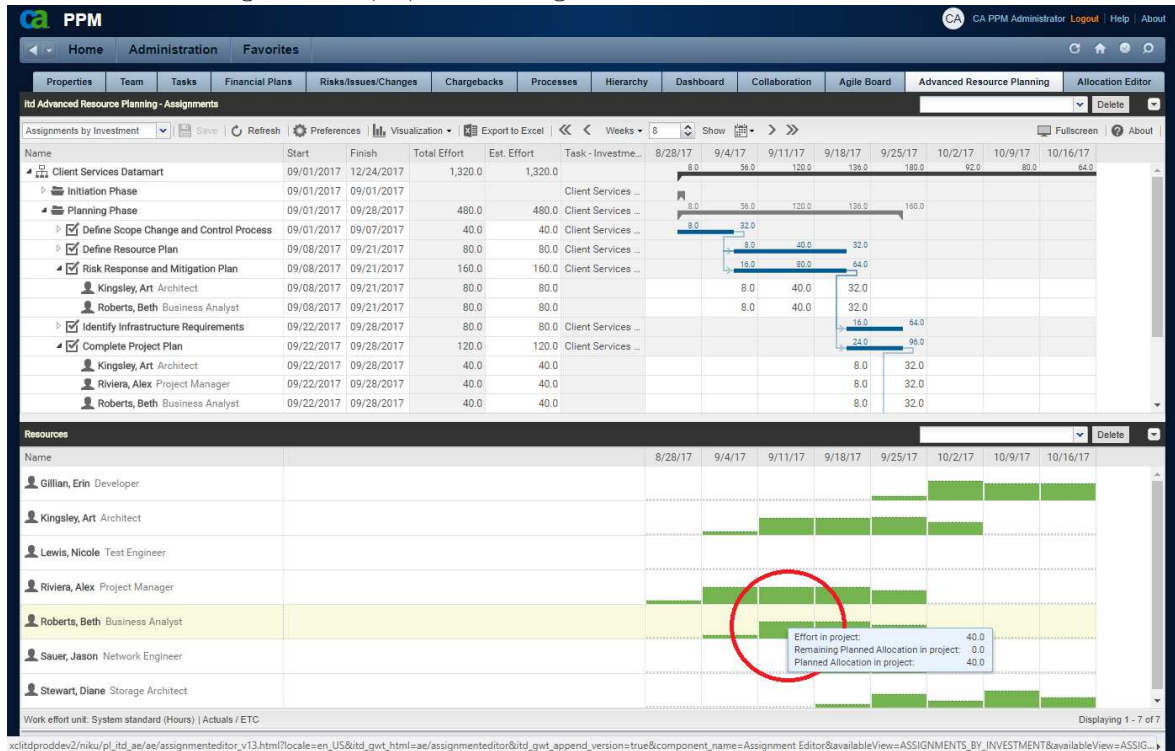 ca PPM
CA CA PPM Administrator Logout | Help | About
Home Administration Favorites
Properties Team Tasks Financial Plans Risks/Issues/Changes Chargebacks Processes Hierarchy Dashboard Collaboration Agile Board Advanced Resource Planning Allocation Editor
itd Advanced Resource Planning - Assignments Delete
Assignments by Investment Save Refresh Preferences Visualization Export to Excel Weeks 8 Show Fullscreen About
Name Start Finish Total Effort Est. Effort Task - Investme... 8/28/17 9/4/17 9/11/17 9/18/17 9/25/17 10/2/17 10/9/17 10/16/17
Client Services Datamart 09/01/2017 12/24/2017 1,320.0 1,320.0 8.0 56.0 120.0 136.0 180.0 92.0 80.0 64.0
Initiation Phase 09/01/2017 09/01/2017 Client Services ...
Planning Phase 09/01/2017 09/28/2017 480.0 480.0 Client Services ... 8.0 56.0 120.0 136.0 160.0
Define Scope Change and Control Process 09/01/2017 09/07/2017 40.0 40.0 Client Services ... 8.0 32.0
Define Resource Plan 09/08/2017 09/21/2017 80.0 80.0 Client Services ... 8.0 40.0 32.0
Risk Response and Mitigation Plan 09/08/2017 09/21/2017 160.0 160.0 Client Services ... 16.0 80.0 64.0
Kingsley, Art Architect 09/08/2017 09/21/2017 80.0 80.0 8.0 40.0 32.0
Roberts, Beth Business Analyst 09/08/2017 09/21/2017 80.0 80.0 8.0 40.0 32.0
Identify Infrastructure Requirements 09/22/2017 09/28/2017 80.0 80.0 Client Services ... 16.0 64.0
Complete Project Plan 09/22/2017 09/28/2017 120.0 120.0 Client Services ... 24.0 96.0
Kingsley, Art Architect 09/22/2017 09/28/2017 40.0 40.0 8.0 32.0
Riviera, Alex Project Manager 09/22/2017 09/28/2017 40.0 40.0 8.0 32.0
Roberts, Beth Business Analyst 09/22/2017 09/28/2017 40.0 40.0 8.0 32.0
Resources Delete
Name 8/28/17 9/4/17 9/11/17 9/18/17 9/25/17 10/2/17 10/9/17 10/16/17
Gillian, Erin Developer
Kingsley, Art Architect
Lewis, Nicole Test Engineer
Riviera, Alex Project Manager
Roberts, Beth Business Analyst
Effort in project: 40.0
Remaining Planned Allocation in project: 0.0
Planned Allocation in project: 40.0
Sauer, Jason Network Engineer
Stewart, Diane Storage Architect
Work effort unit: System standard (Hours) | Actuals / ETC Displaying 1 - 7 of 7
xclitdproddev2/niku/pl_itd_ae/ae/assignmenteditor_v13.html?locale=en_US&itd_gwt_html=ae/assignmenteditor&itd_gwt_append_version=true&component_name=Assignment Editor&availableView=ASSIGNMENTS_BY_INVESTMENT&availableView=ASSIG...